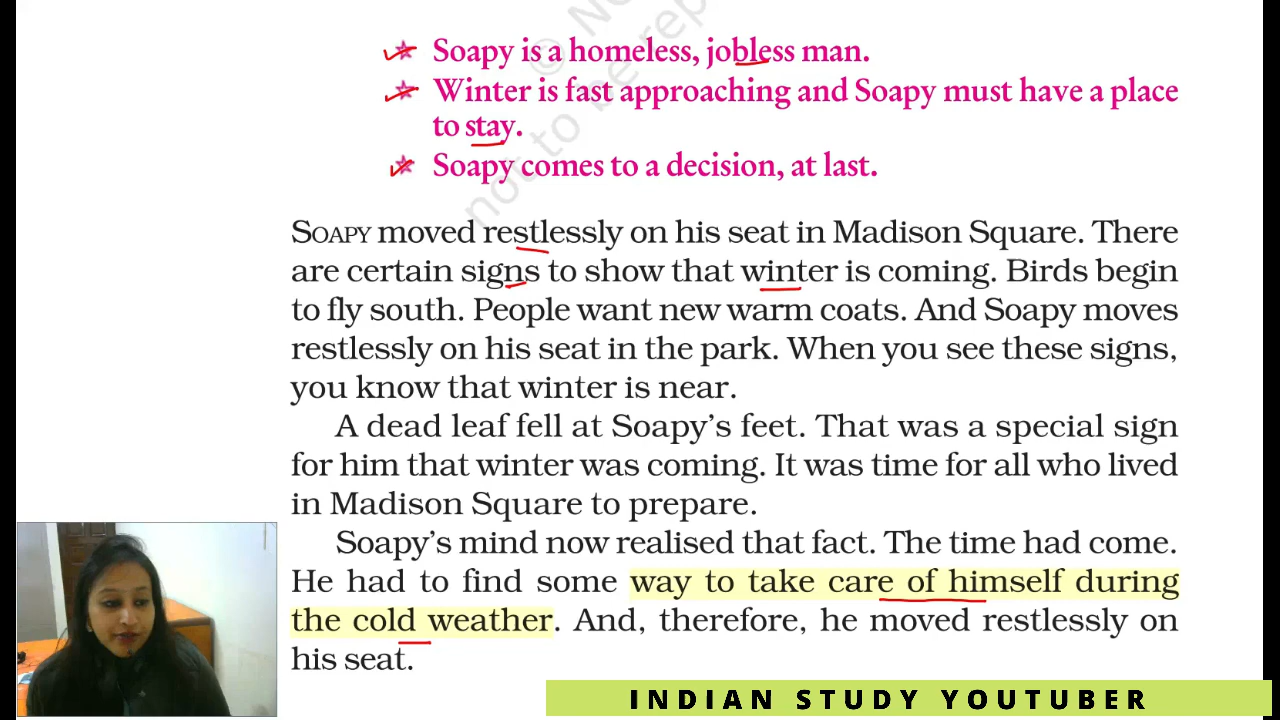 © No
not to be rep
Soapy is a homeless, jobless man.
Winter is fast approaching and Soapy must have a place
to stay.
Soapy comes to a decision, at last.
SOAPY moved restlessly on his seat in Madison Square. There
are certain signs to show that winter is coming. Birds begin
to fly south. People want new warm coats. And Soapy moves
restlessly on his seat in the park. When you see these signs,
you know that winter is near.
A dead leaf fell at Soapy’s feet. That was a special sign
for him that winter was coming. It was time for all who lived
in Madison Square to prepare.
Soapy’s mind now realised that fact. The time had come.
He had to find some way to take care of himself during
the cold weather. And, therefore, he moved restlessly on
his seat.
INDIAN STUDY YOUTUBER